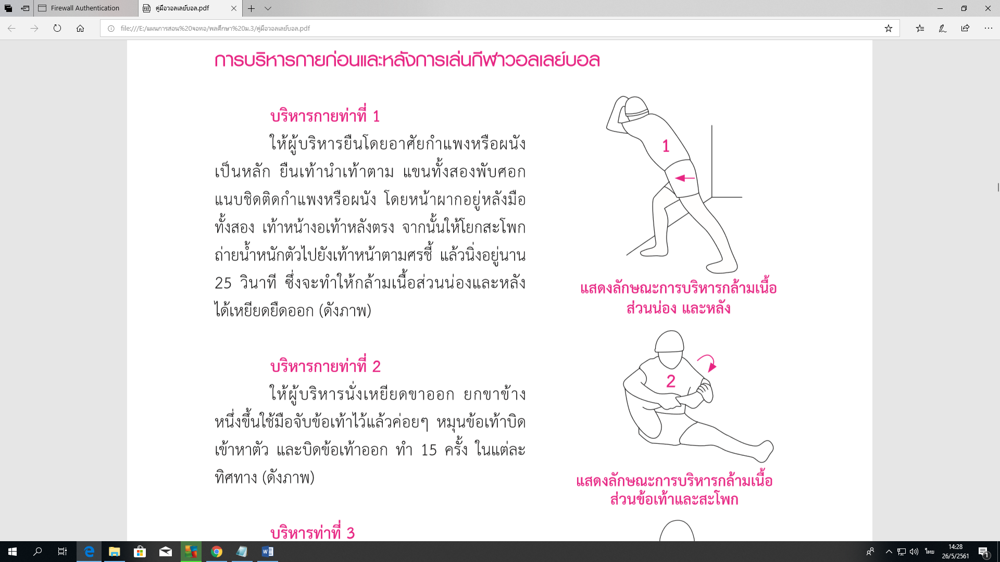 Firewall Authentication
คู่มือวอลเลย์บอล.pdf
file:///E:/แผนการสอน%20จอหอ/พลศึกษา%20ม.3/คู่มือวอลเลย์บอล.pdf
การบริหารกายก่อนและหลังการเล่นกีฬาวอลเลย์บอล
บริหารกายท่าที่ 1
ให้ผู้บริหารยืนโดยอาศัยกำแพงหรือผนัง
เป็นหลัก ยืนเท้านำเท้าตาม แขนทั้งสองพับศอก
แนบชิดติดกำแพงหรือผนัง โดยหน้าผากอยู่หลังมือ
ทั้งสอง เท้าหน้างอเท้าหลังตรง จากนั้นให้โยกสะโพก
ถ่ายน้ำหนักตัวไปยังเท้าหน้าตามศรชี้ แล้วนิ่งอยู่นาน
25 วินาที ซึ่งจะทำให้กล้ามเนื้อส่วนน่องและหลัง
ได้เหยียดยืดออก (ดังภาพ)
1
แสดงลักษณะการบริหารกล้ามเนื้อ
ส่วนน่อง และหลัง
บริหารกายท่าที่ 2
ให้ผู้บริหารนั่งเหยียดขาออก ยกขาข้าง
หนึ่งขึ้นใช้มือจับข้อเท้าไว้แล้วค่อยๆ หมุนข้อเท้าบิด
เข้าหาตัว และบิดข้อเท้าออก ทำ 15 ครั้ง ในแต่ละ
ทิศทาง (ดังภาพ)
2
แสดงลักษณะการบริหารกล้ามเนื้อ
ส่วนข้อเท้าและสะโพก
บริหารท่าที่ 3
ไทย
14:28
26/5/2561
1